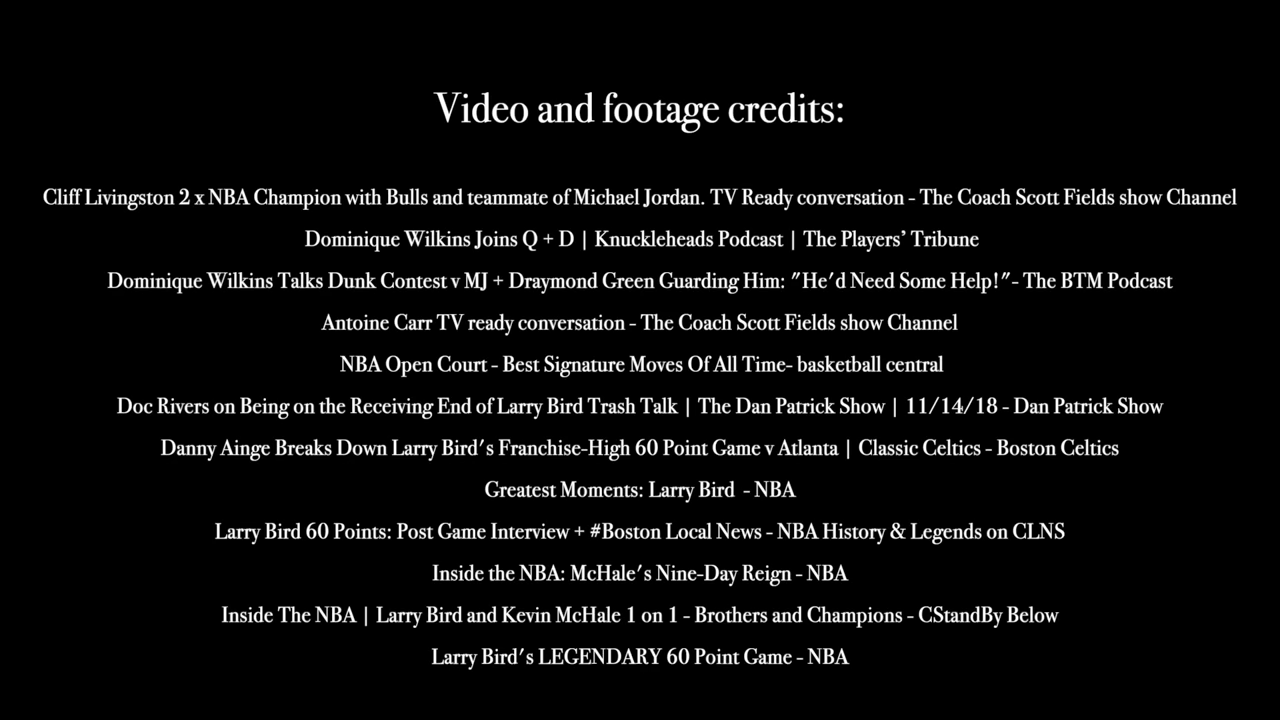 Video and footage credits:
Cliff Livingston 2 x NBA Champion with Bulls and teammate of Michael Jordan. TV Ready conversation - The Coach Scott Fields show Channel
Dominique Wilkins Joins Q + D | Knuckleheads Podcast | The Players’ Tribune
Dominique Wilkins Talks Dunk Contest v MJ + Draymond Green Guarding Him: "He'd Need Some Help!"- The BTM Podcast
Antoine Carr TV ready conversation - The Coach Scott Fields show Channel
NBA Open Court - Best Signature Moves Of All Time- basketball central
Doc Rivers on Being on the Receiving End of Larry Bird Trash Talk | The Dan Patrick Show | 11/14/18 - Dan Patrick Show
Danny Ainge Breaks Down Larry Bird's Franchise-High 60 Point Game v Atlanta | Classic Celtics - Boston Celtics
Greatest Moments: Larry Bird  - NBA
Larry Bird 60 Points: Post Game Interview + #Boston Local News - NBA History & Legends on CLNS
Inside the NBA: McHale's Nine-Day Reign - NBA
Inside The NBA | Larry Bird and Kevin McHale 1 on 1 - Brothers and Champions - CStandBy Below
Larry Bird's LEGENDARY 60 Point Game - NBA